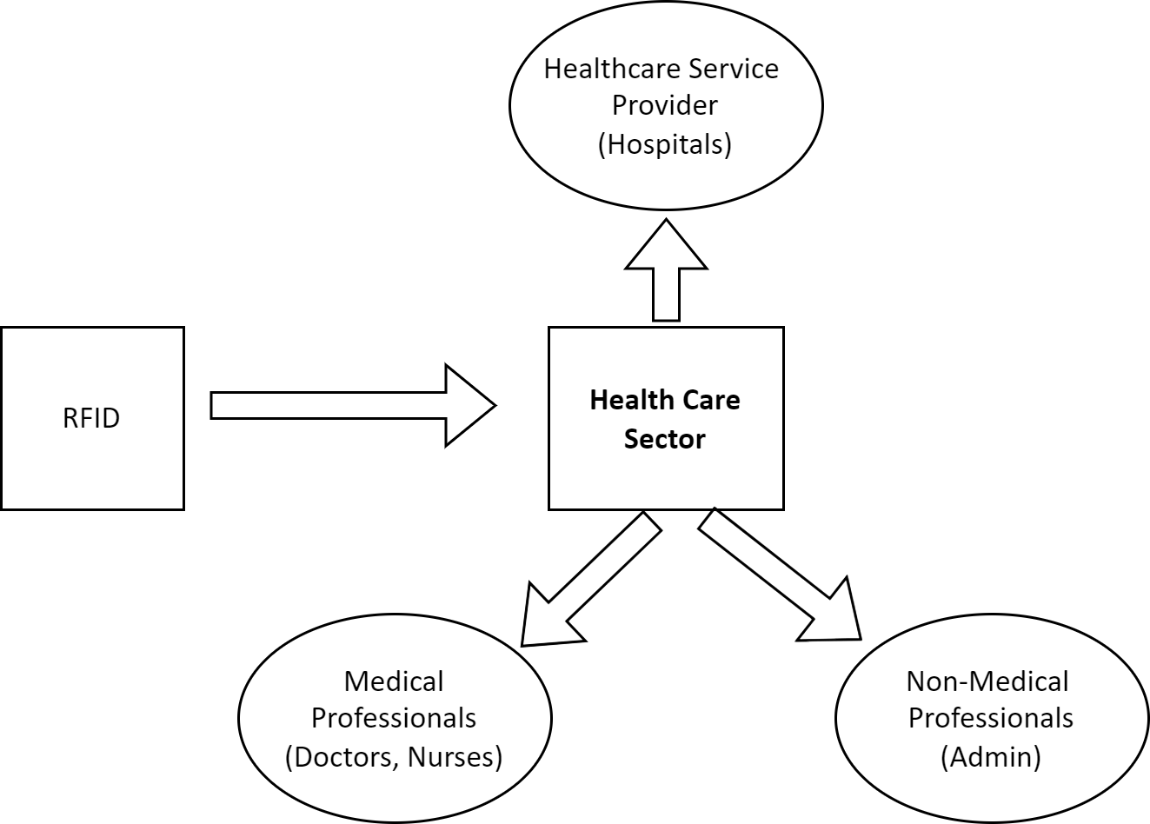 Healthcare Service
Provider
(Hospitals)
RFID
Health Care
Sector
Medical
Professionals
(Doctors, Nurses)
Non-Medical
Professionals
(Admin)